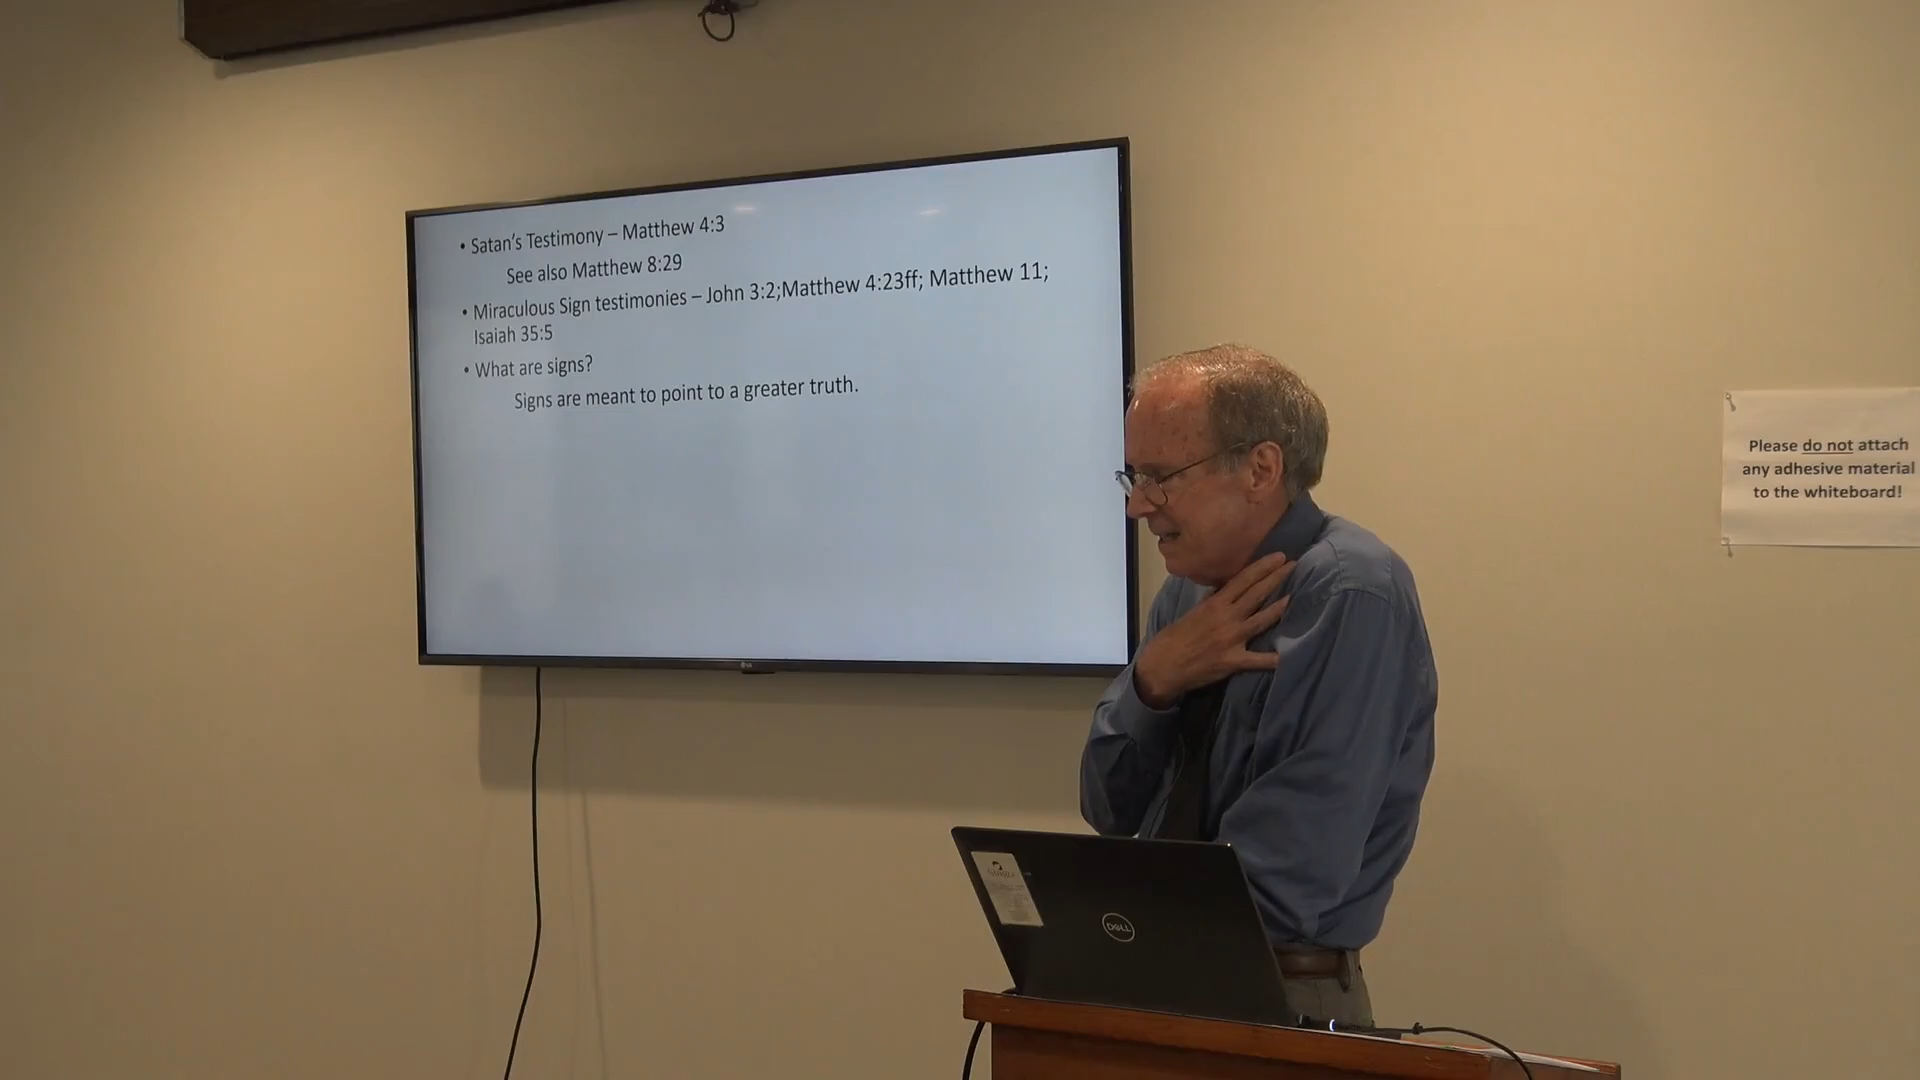 • Satan's Testimony – Matthew 4:3
See also Matthew 8:29
• Miraculous Sign testimonies – John 3:2;Matthew 4:23ff; Matthew 11;
Isaiah 35:5
• What are signs?
Signs are meant to point to a greater truth.
Please do not attach
any adhesive material
to the whiteboard!
LG
DELL